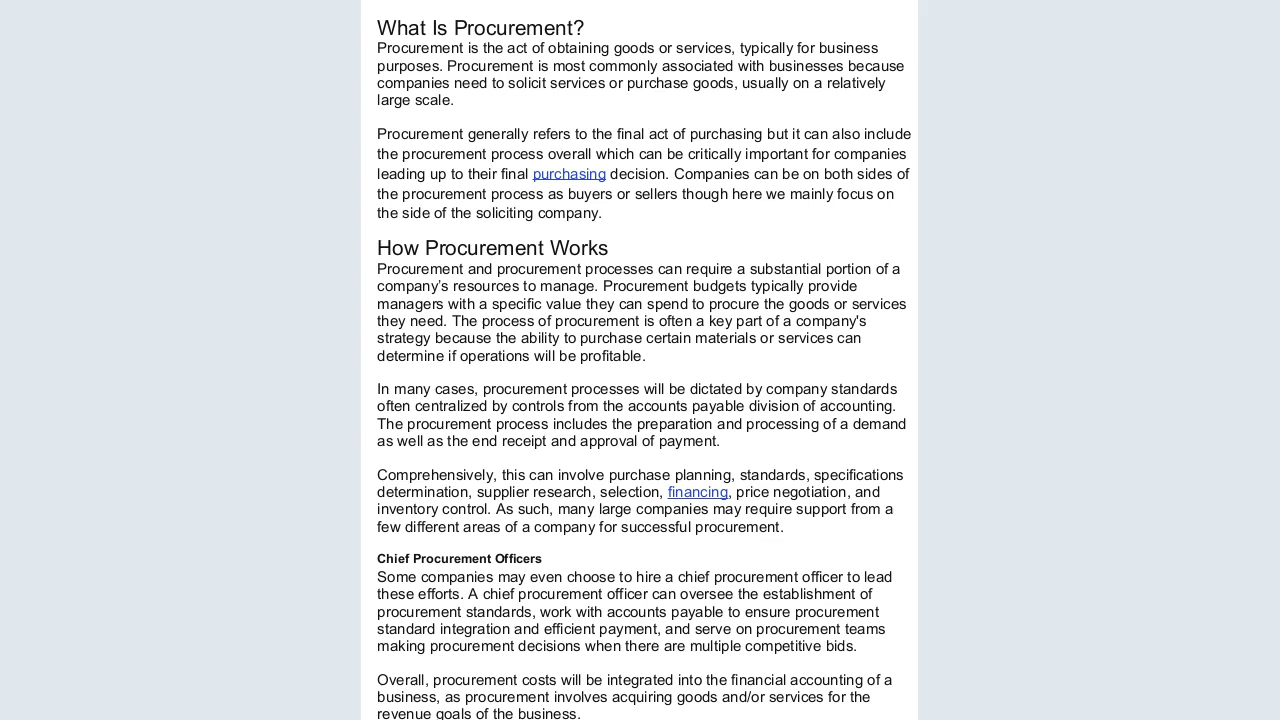 What Is Procurement?
Procurement is the act of obtaining goods or services, typically for business
purposes. Procurement is most commonly associated with businesses because
companies need to solicit services or purchase goods, usually on a relatively
large scale.
Procurement generally refers to the final act of purchasing but it can also include
the procurement process overall which can be critically important for companies
leading up to their final purchasing decision. Companies can be on both sides of
the procurement process as buyers or sellers though here we mainly focus on
the side of the soliciting company.
How Procurement Works
Procurement and procurement processes can require a substantial portion of a
company’s resources to manage. Procurement budgets typically provide
managers with a specific value they can spend to procure the goods or services
they need. The process of procurement is often a key part of a company's
strategy because the ability to purchase certain materials or services can
determine if operations will be profitable.
In many cases, procurement processes will be dictated by company standards
often centralized by controls from the accounts payable division of accounting.
The procurement process includes the preparation and processing of a demand
as well as the end receipt and approval of payment.
Comprehensively, this can involve purchase planning, standards, specifications
determination, supplier research, selection, financing, price negotiation, and
inventory control. As such, many large companies may require support from a
few different areas of a company for successful procurement.
Chief Procurement Officers
Some companies may even choose to hire a chief procurement officer to lead
these efforts. A chief procurement officer can oversee the establishment of
procurement standards, work with accounts payable to ensure procurement
standard integration and efficient payment, and serve on procurement teams
making procurement decisions when there are multiple competitive bids.
Overall, procurement costs will be integrated into the financial accounting of a
business, as procurement involves acquiring goods and/or services for the
revenue goals of the business.